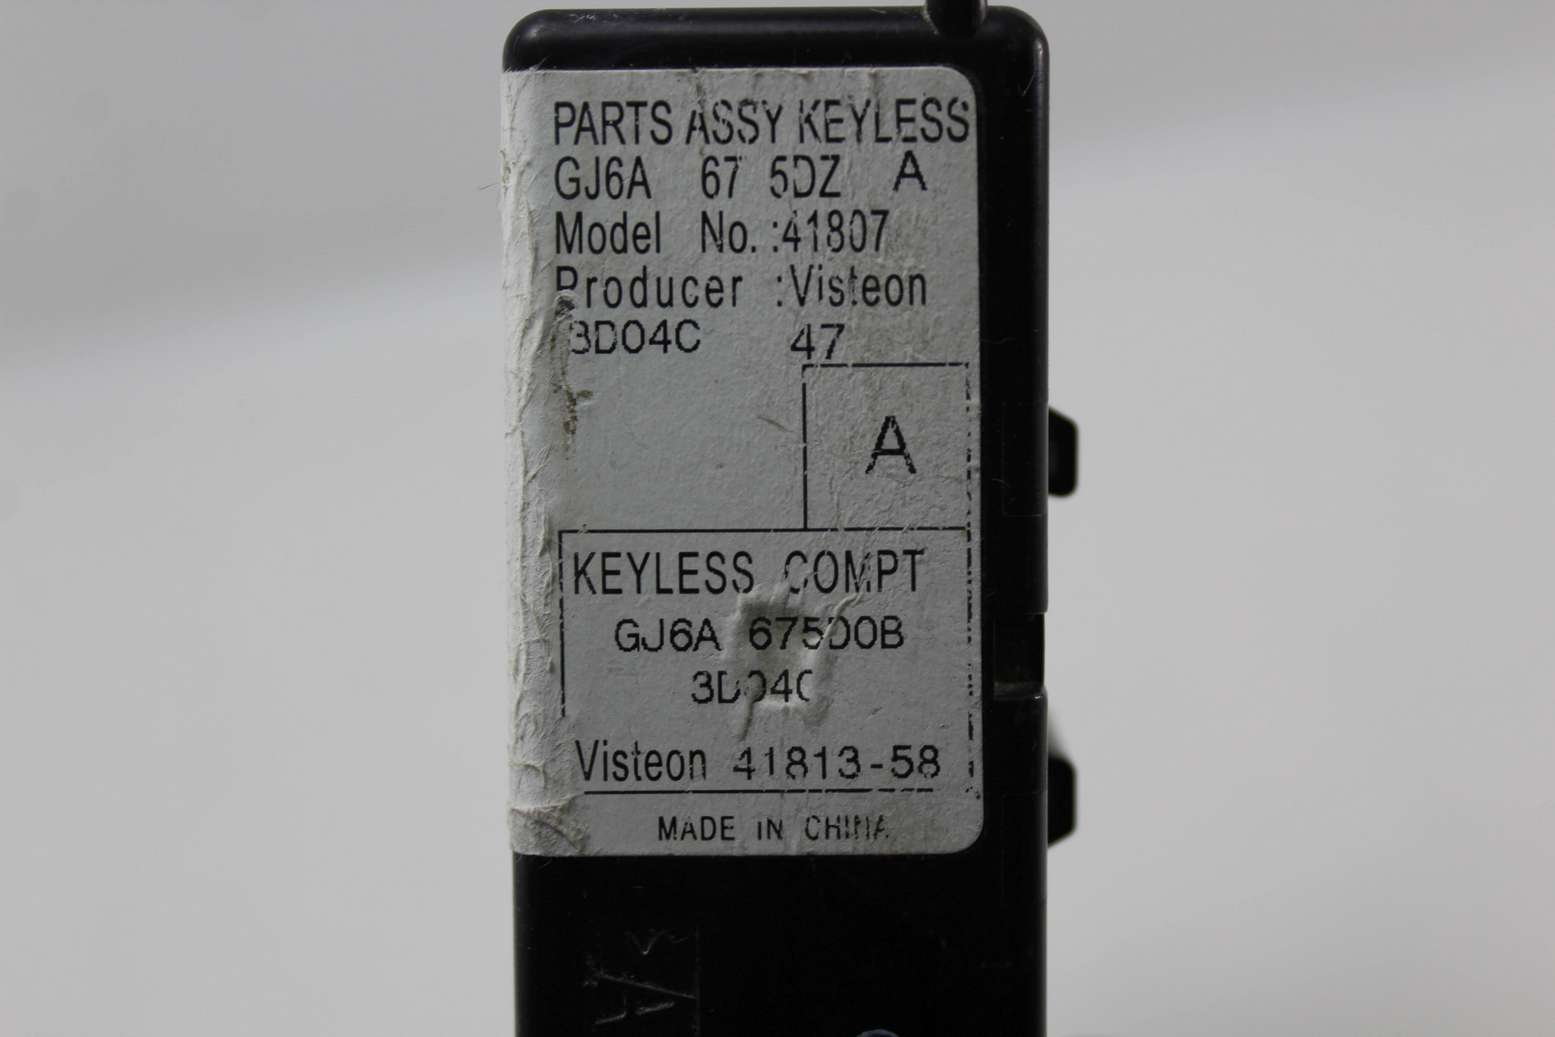 PARTS ASSY KEYLESS
GJ6A 67 5DZ A
Model No. :41807
Producer :Visteon
3D04C 47
A
KEYLESS COMPT
GJ6A 675D0B
3D04C
Visteon 41813-58
MADE IN CHINA